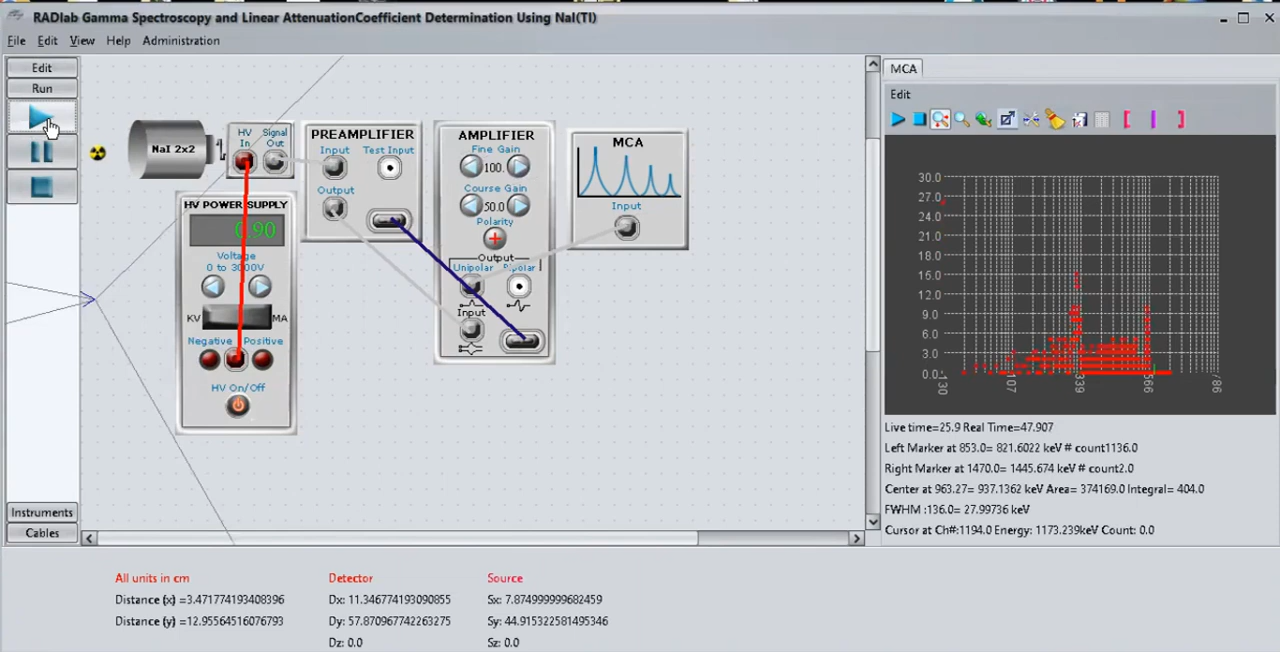 RADlab Gamma Spectroscopy and Linear AttenuationCoefficient Determination Using NaI(TI)
File Edit View Help Administration
Edit
Run
Instruments
Cables
NaI 2x2
HV In
Signal Out
PREAMPLIFIER
Input
Test Input
Output
AMPLIFIER
Fine Gain
100.
Course Gain
50.0
Polarity
Output
Unipolar
Bipolar
Input
MCA
Input
HV POWER SUPPLY
0.90
Voltage
0 to 3000V
KV
MA
Negative
Positive
HV On/Off
MCA
Edit
30.0
27.0
24.0
21.0
18.0
15.0
12.0
9.0
6.0
3.0
0.0
130
107
339
566
786
Live time=25.9 Real Time=47.907
Left Marker at 853.0= 821.6022 keV # count1136.0
Right Marker at 1470.0= 1445.674 keV # count2.0
Center at 963.27= 937.1362 keV Area= 374169.0 Integral= 404.0
FWHM :136.0= 27.99736 keV
Cursor at Ch#:1194.0 Energy: 1173.239keV Count: 0.0
All units in cm
Distance (x) =3.471774193408396
Distance (y) =12.95564516076793
Detector
Dx: 11.346774193090855
Dy: 57.870967742263275
Dz: 0.0
Source
Sx: 7.874999999682459
Sy: 44.915322581495346
Sz: 0.0